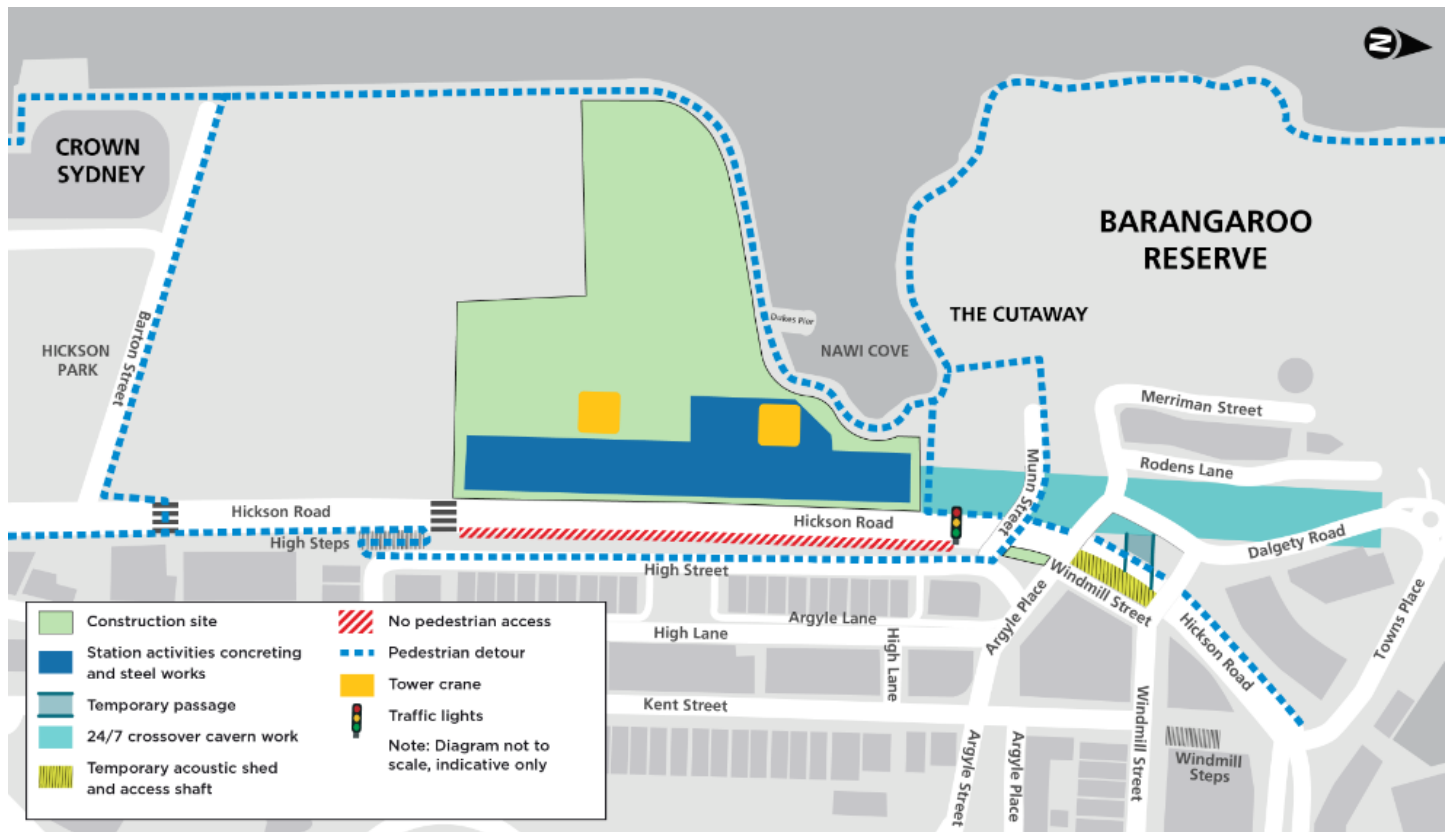 N
CROWN
SYDNEY
BARANGAROO
RESERVE
THE CUTAWAY
Dukes Pier
NAWI COVE
HICKSON
PARK
Barton Street
Merriman Street
Rodens Lane
Munn Street
Hickson Road
Hickson Road
High Steps
High Street
Dalgety Road
Windmill Street
Argyle Place
Hickson Road
Towns Place
Argyle Lane
High Lane
High Lane
Kent Street
Windmill Street
Windmill
Steps
Argyle Street
Argyle Place
Construction site
Station activities concreting
and steel works
Temporary passage
24/7 crossover cavern work
Temporary acoustic shed
and access shaft
No pedestrian access
Pedestrian detour
Tower crane
Traffic lights
Note: Diagram not to
scale, indicative only